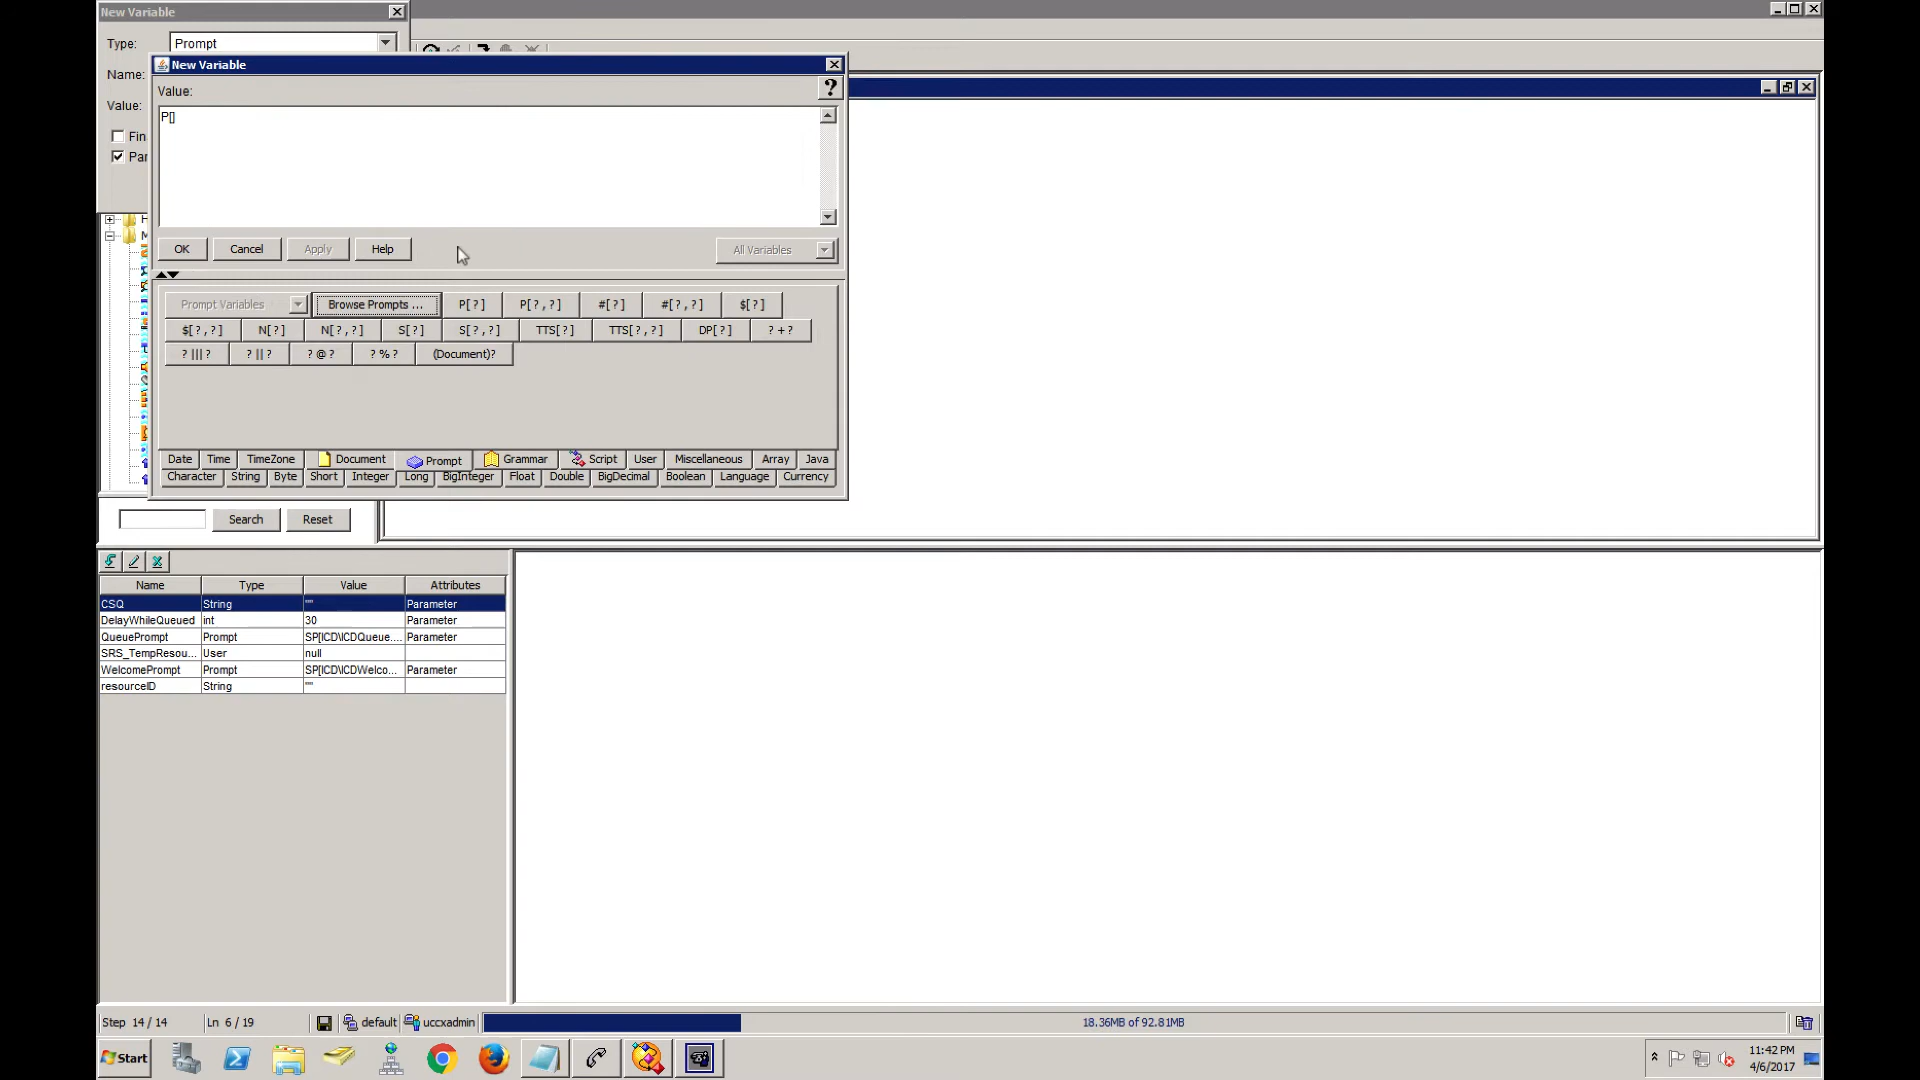 New Variable
Type:
Prompt
New Variable
Name:
Value:
Value:
P[]
Fin
Par
H
M
OK
Cancel
Apply
Help
All Variables
Prompt Variables
Browse Prompts ...
P[?]
P[?,?]
#[?]
#[?,?]
$[?]
$[?,?]
N[?]
N[?,?]
S[?]
S[?,?]
TTS[?]
TTS[?,?]
DP[?]
?+?
?|||?
?||?
?@?
?%?
(Document)?
Date
Time
TimeZone
Document
Prompt
Grammar
Script
User
Miscellaneous
Array
Java
Character
String
Byte
Short
Integer
Long
BigInteger
Float
Double
BigDecimal
Boolean
Language
Currency
Search
Reset
Name Type Value Attributes
CSQ String "" Parameter
DelayWhileQueued int 30 Parameter
QueuePrompt Prompt SP[ICD\ICDQueue.... Parameter
SRS_TempResou... User null
WelcomePrompt Prompt SP[ICD\ICDWelco... Parameter
resourceID String ""
Step 14 / 14
Ln 6 / 19
default
uccxadmin
18.36MB of 92.81MB
Start
11:42 PM
4/6/2017